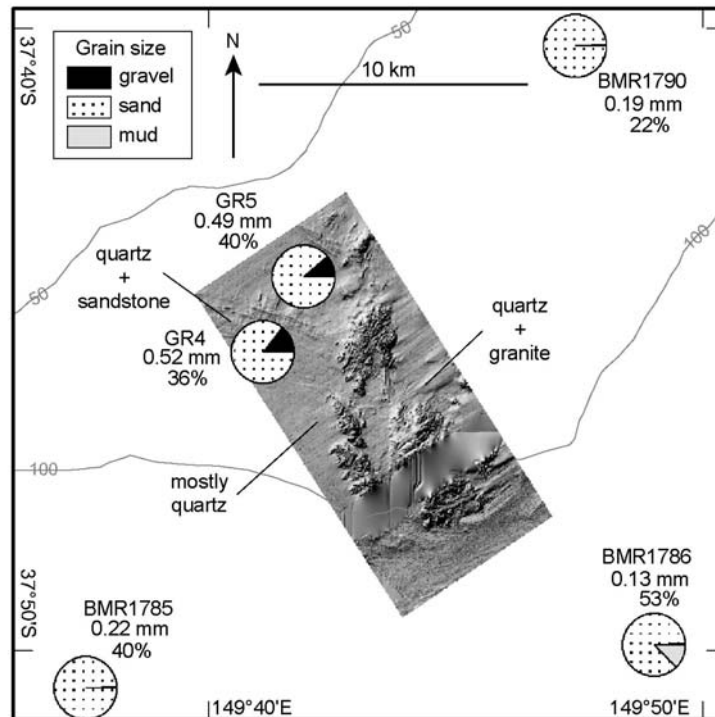 Grain size
gravel
sand
mud
N
10 km
50
37°40'S
BMR1790
0.19 mm
22%
GR5
0.49 mm
40%
quartz
+
sandstone
50
100
GR4
0.52 mm
36%
quartz
+
granite
100
mostly
quartz
37°50'S
BMR1785
0.22 mm
40%
BMR1786
0.13 mm
53%
149°40'E
149°50'E